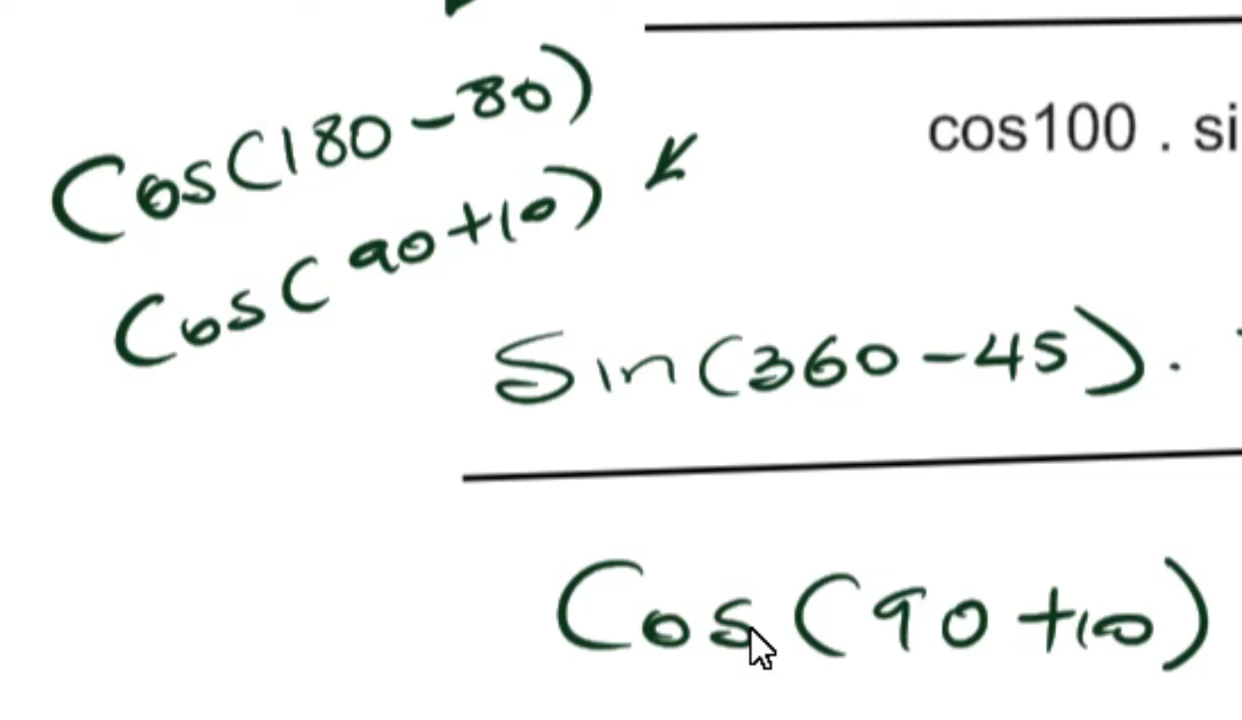 Cos(180-80)
cos100 . si
Cos(90+10)
Sin(360-45).
Cos(90+10)